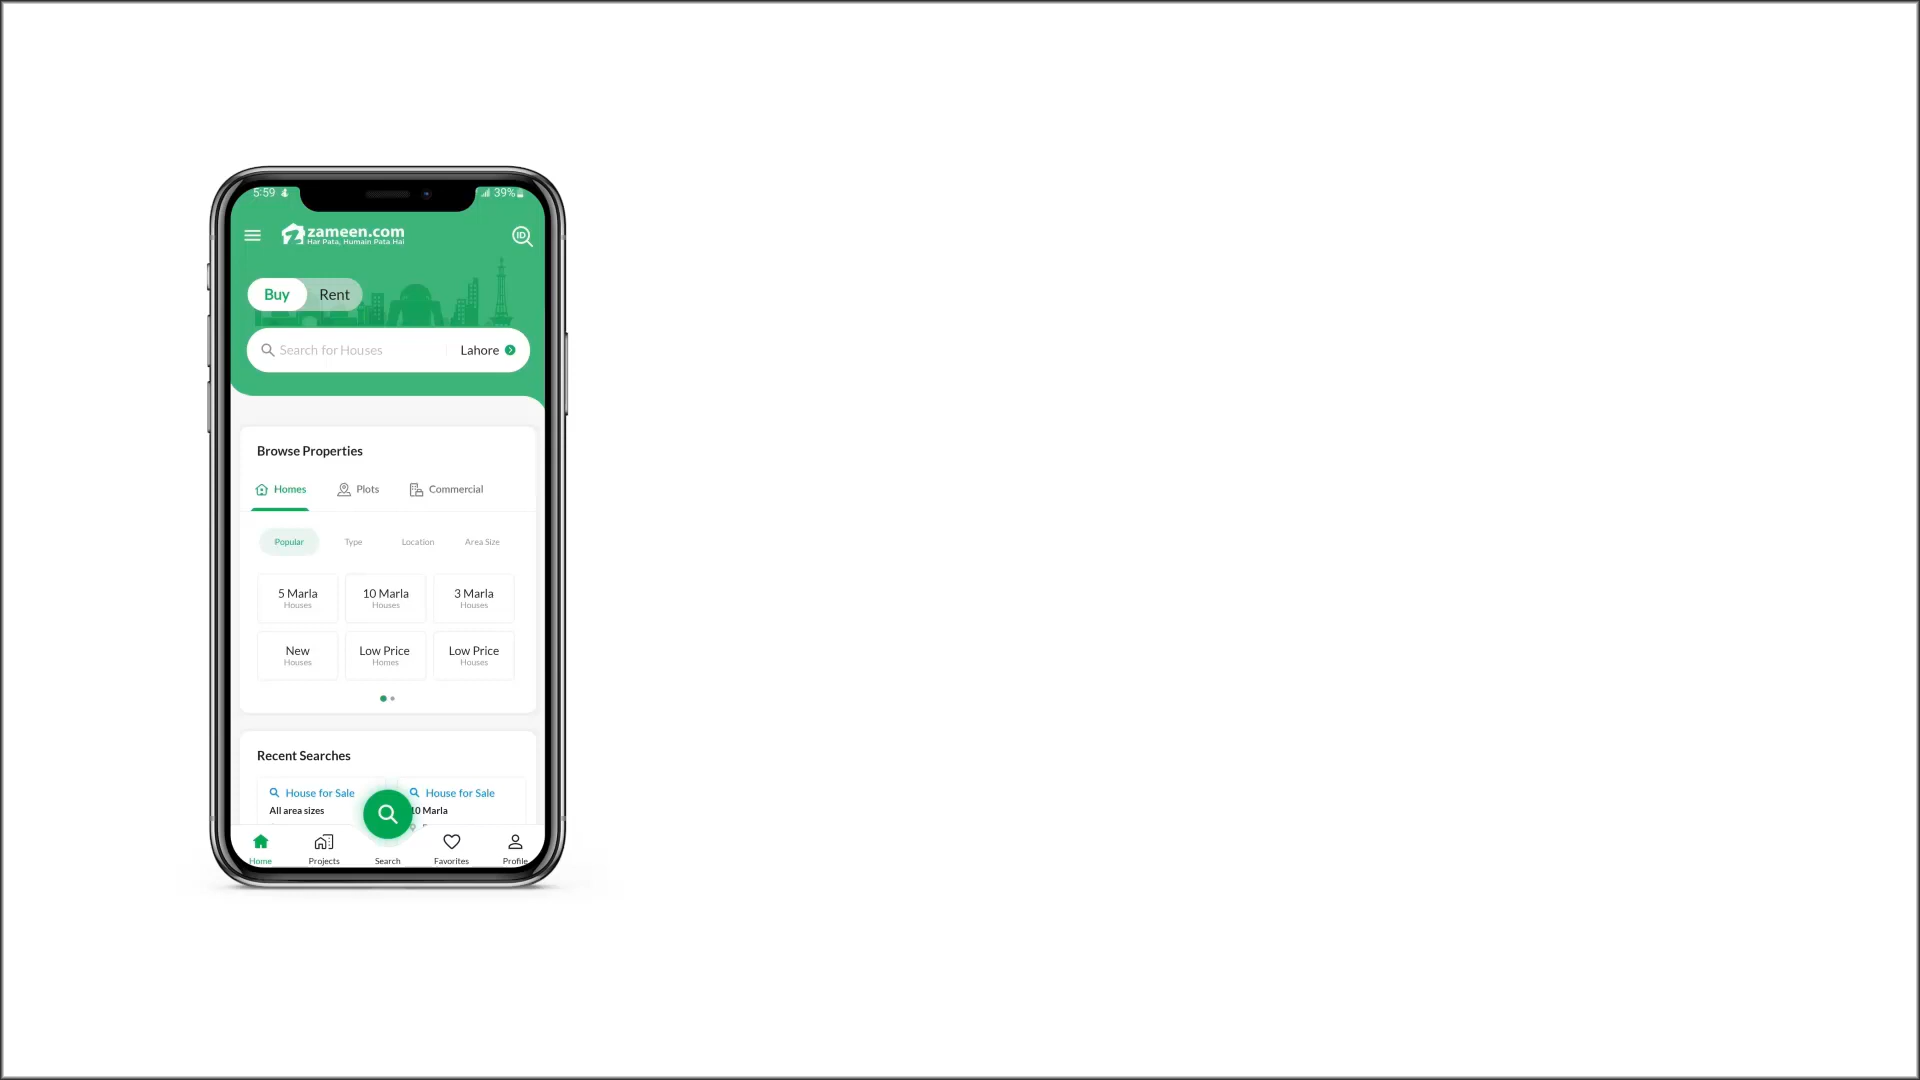 5:59
39%
zameen.com
Har Pata, Humain Pata Hai
ID
Buy Rent
Search for Houses Lahore
Browse Properties
Homes Plots Commercial
Popular Type Location Area Size
5 Marla 10 Marla 3 Marla
Houses Houses Houses
New Low Price Low Price
Houses Homes Houses
Recent Searches
House for Sale House for Sale
All area sizes 10 Marla
Home Projects Search Favorites Profile